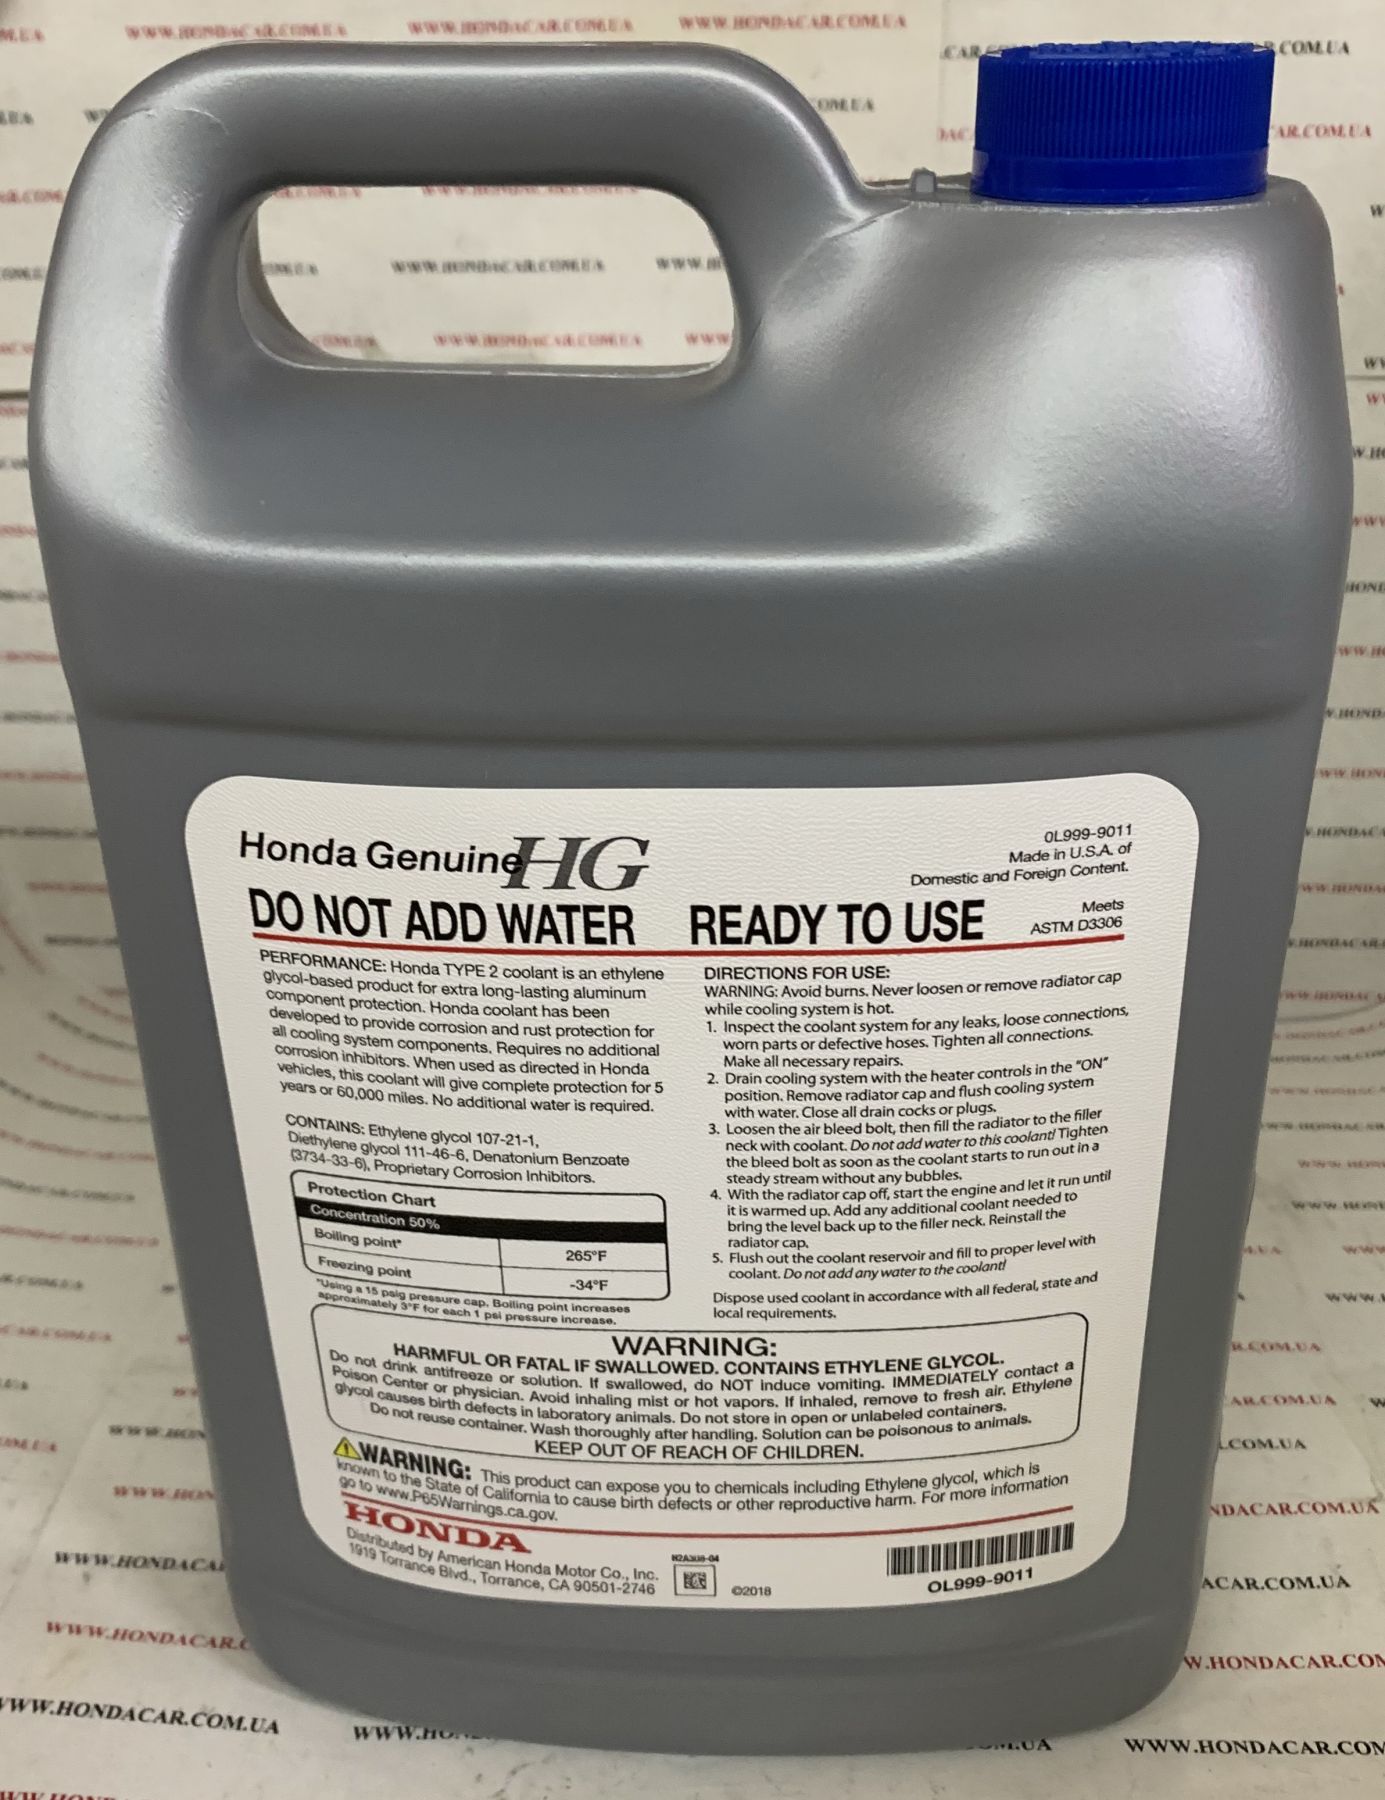 Honda Genuine HG
0L999-9011
Made in U.S.A. of
Domestic and Foreign Content.
DO NOT ADD WATER READY TO USE
Meets
ASTM D3306
PERFORMANCE: Honda TYPE 2 coolant is an ethylene
glycol-based product for extra long-lasting aluminum
component protection. Honda coolant has been
developed to provide corrosion and rust protection for
all cooling system components. Requires no additional
corrosion inhibitors. When used as directed in Honda
vehicles, this coolant will give complete protection for 5
years or 60,000 miles. No additional water is required.
CONTAINS: Ethylene glycol 107-21-1,
Diethylene glycol 111-46-6, Denatonium Benzoate
(3734-33-6), Proprietary Corrosion Inhibitors.
Protection Chart
Concentration 50%
Boiling point* 265°F
Freezing point -34°F
*Using a 15 psig pressure cap. Boiling point increases
approximately 3°F for each 1 psi pressure increase.
DIRECTIONS FOR USE:
WARNING: Avoid burns. Never loosen or remove radiator cap
while cooling system is hot.
1. Inspect the coolant system for any leaks, loose connections,
worn parts or defective hoses. Tighten all connections.
Make all necessary repairs.
2. Drain cooling system with the heater controls in the "ON"
position. Remove radiator cap and flush cooling system
with water. Close all drain cocks or plugs.
3. Loosen the air bleed bolt, then fill the radiator to the filler
neck with coolant. Do not add water to this coolant! Tighten
the bleed bolt as soon as the coolant starts to run out in a
steady stream without any bubbles.
4. With the radiator cap off, start the engine and let it run until
it is warmed up. Add any additional coolant needed to
bring the level back up to the filler neck. Reinstall the
radiator cap.
5. Flush out the coolant reservoir and fill to proper level with
coolant. Do not add any water to the coolant!
Dispose used coolant in accordance with all federal, state and
local requirements.
WARNING:
HARMFUL OR FATAL IF SWALLOWED. CONTAINS ETHYLENE GLYCOL.
Do not drink antifreeze or solution. If swallowed, do NOT induce vomiting. IMMEDIATELY contact a
Poison Center or physician. Avoid inhaling mist or hot vapors. If inhaled, remove to fresh air. Ethylene
glycol causes birth defects in laboratory animals. Do not store in open or unlabeled containers.
Do not reuse container. Wash thoroughly after handling. Solution can be poisonous to animals.
KEEP OUT OF REACH OF CHILDREN.
WARNING: This product can expose you to chemicals including Ethylene glycol, which is
known to the State of California to cause birth defects or other reproductive harm. For more information
go to www.P65Warnings.ca.gov.
HONDA
Distributed by American Honda Motor Co., Inc.
1919 Torrance Blvd., Torrance, CA 90501-2746
©2018
OL999-9011
WWW.HONDACAR.COM.UA